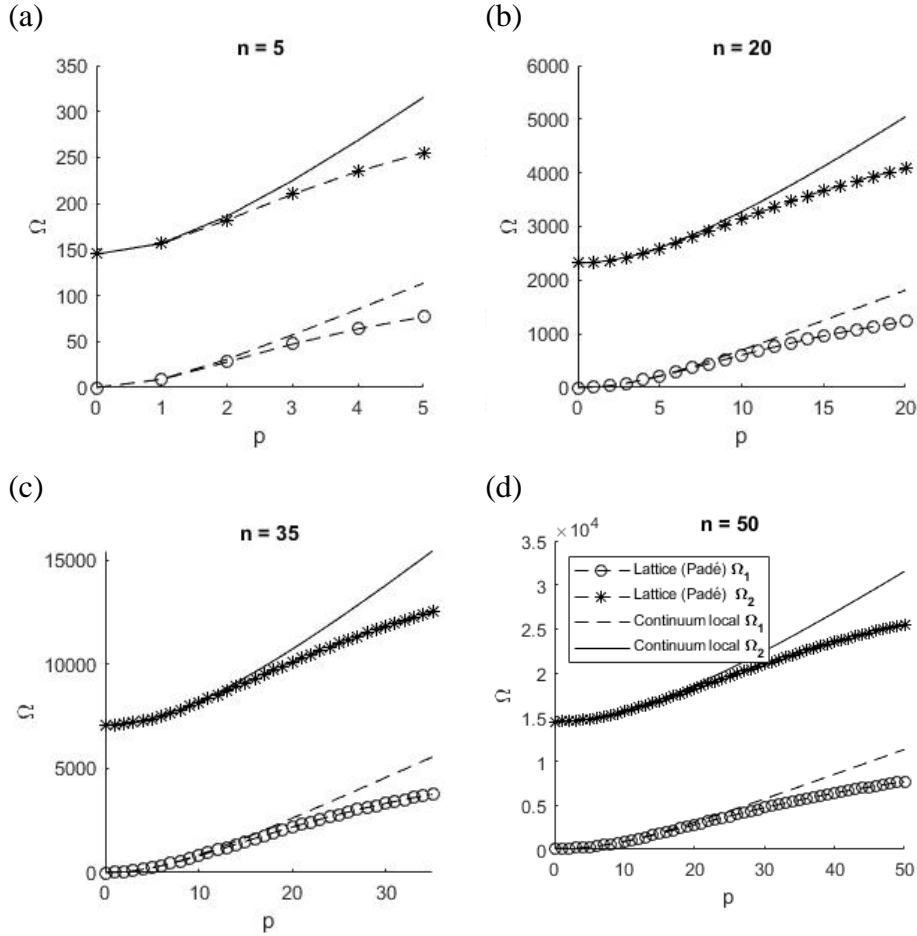 (a)
n = 5
350
300
250
200
150
100
50
0
Ω
0 1 2 3 4 5
p
(b)
n = 20
6000
5000
4000
3000
2000
1000
0
Ω
0 5 10 15 20
p
(c)
n = 35
15000
10000
5000
0
Ω
0 10 20 30
p
(d)
n = 50
×10⁴
3.5
3
2.5
2
1.5
1
0.5
0
Ω
Lattice (Padé) Ω₁
Lattice (Padé) Ω₂
Continuum local Ω₁
Continuum local Ω₂
0 10 20 30 40 50
p